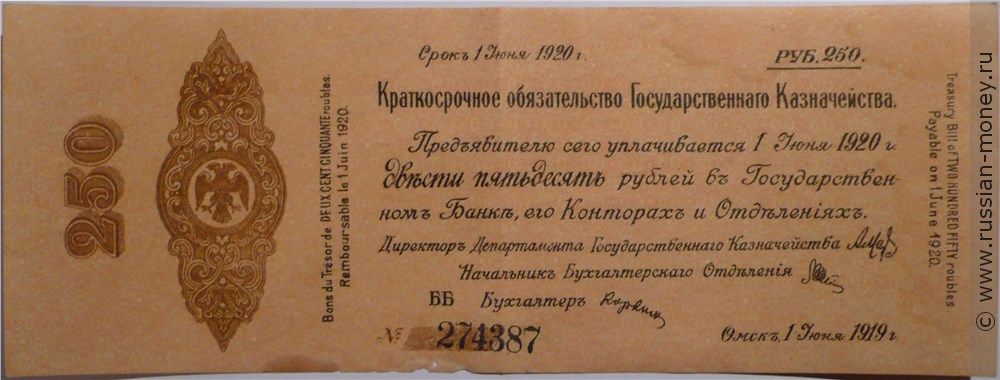 250
Bons du Trésor de DEUX CENT CINQUANTE roubles.
Remboursable le 1 Juin 1920.
Срокъ 1 Іюня 1920 г.
РУБ. 250.
Краткосрочное обязательство Государственнаго Казначейства.
Предъявителю сего уплачивается 1 Іюня 1920 г.
двѣсти пятьдесятъ рублей въ Государствен-
номъ Банкѣ, его Конторахъ и Отдѣленіяхъ.
Директоръ Департамента Государственнаго Казначейства
Начальникъ Бухгалтерскаго Отдѣленія
ББ Бухгалтеръ
№ 274387
Омскъ, 1 Іюня 1919 г.
Treasury Bill of TWO HUNDRED FIFTY roubles.
Payable on 1 June 1920.
© www.russian-money.ru